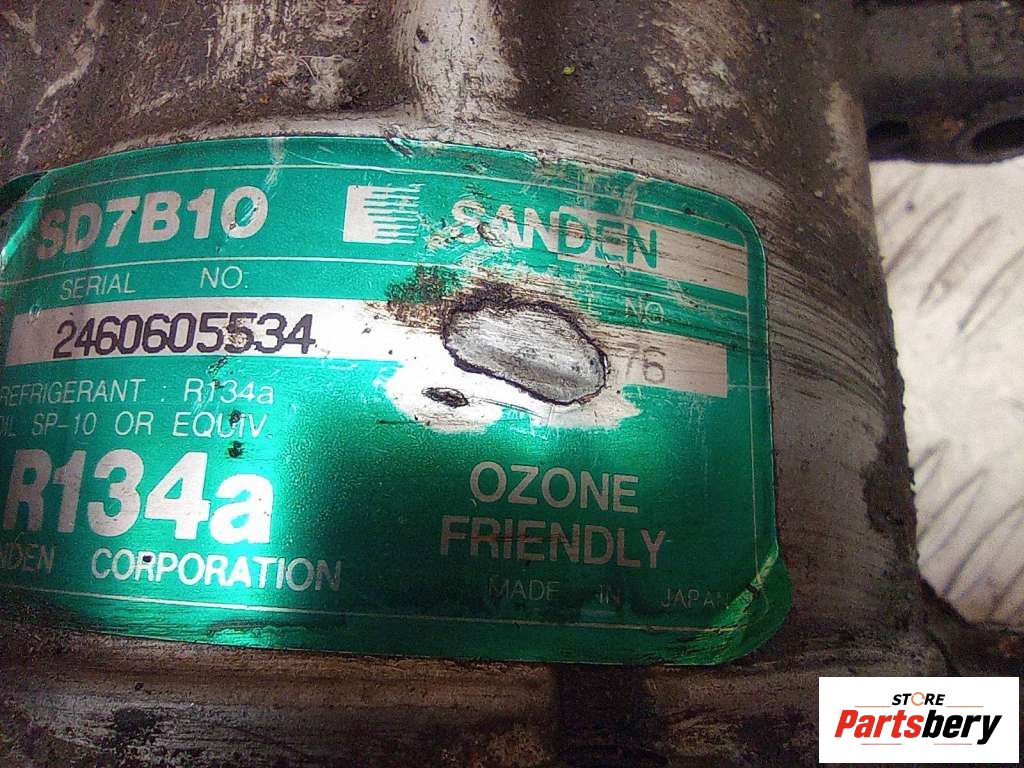 SD7B10 SANDEN
SERIAL NO. NO.
2460605534 76
REFRIGERANT : R134a
OIL SP-10 OR EQUIV.
R134a
OZONE
FRIENDLY
CORPORATION
MADE IN JAPAN
STORE
Partsbery